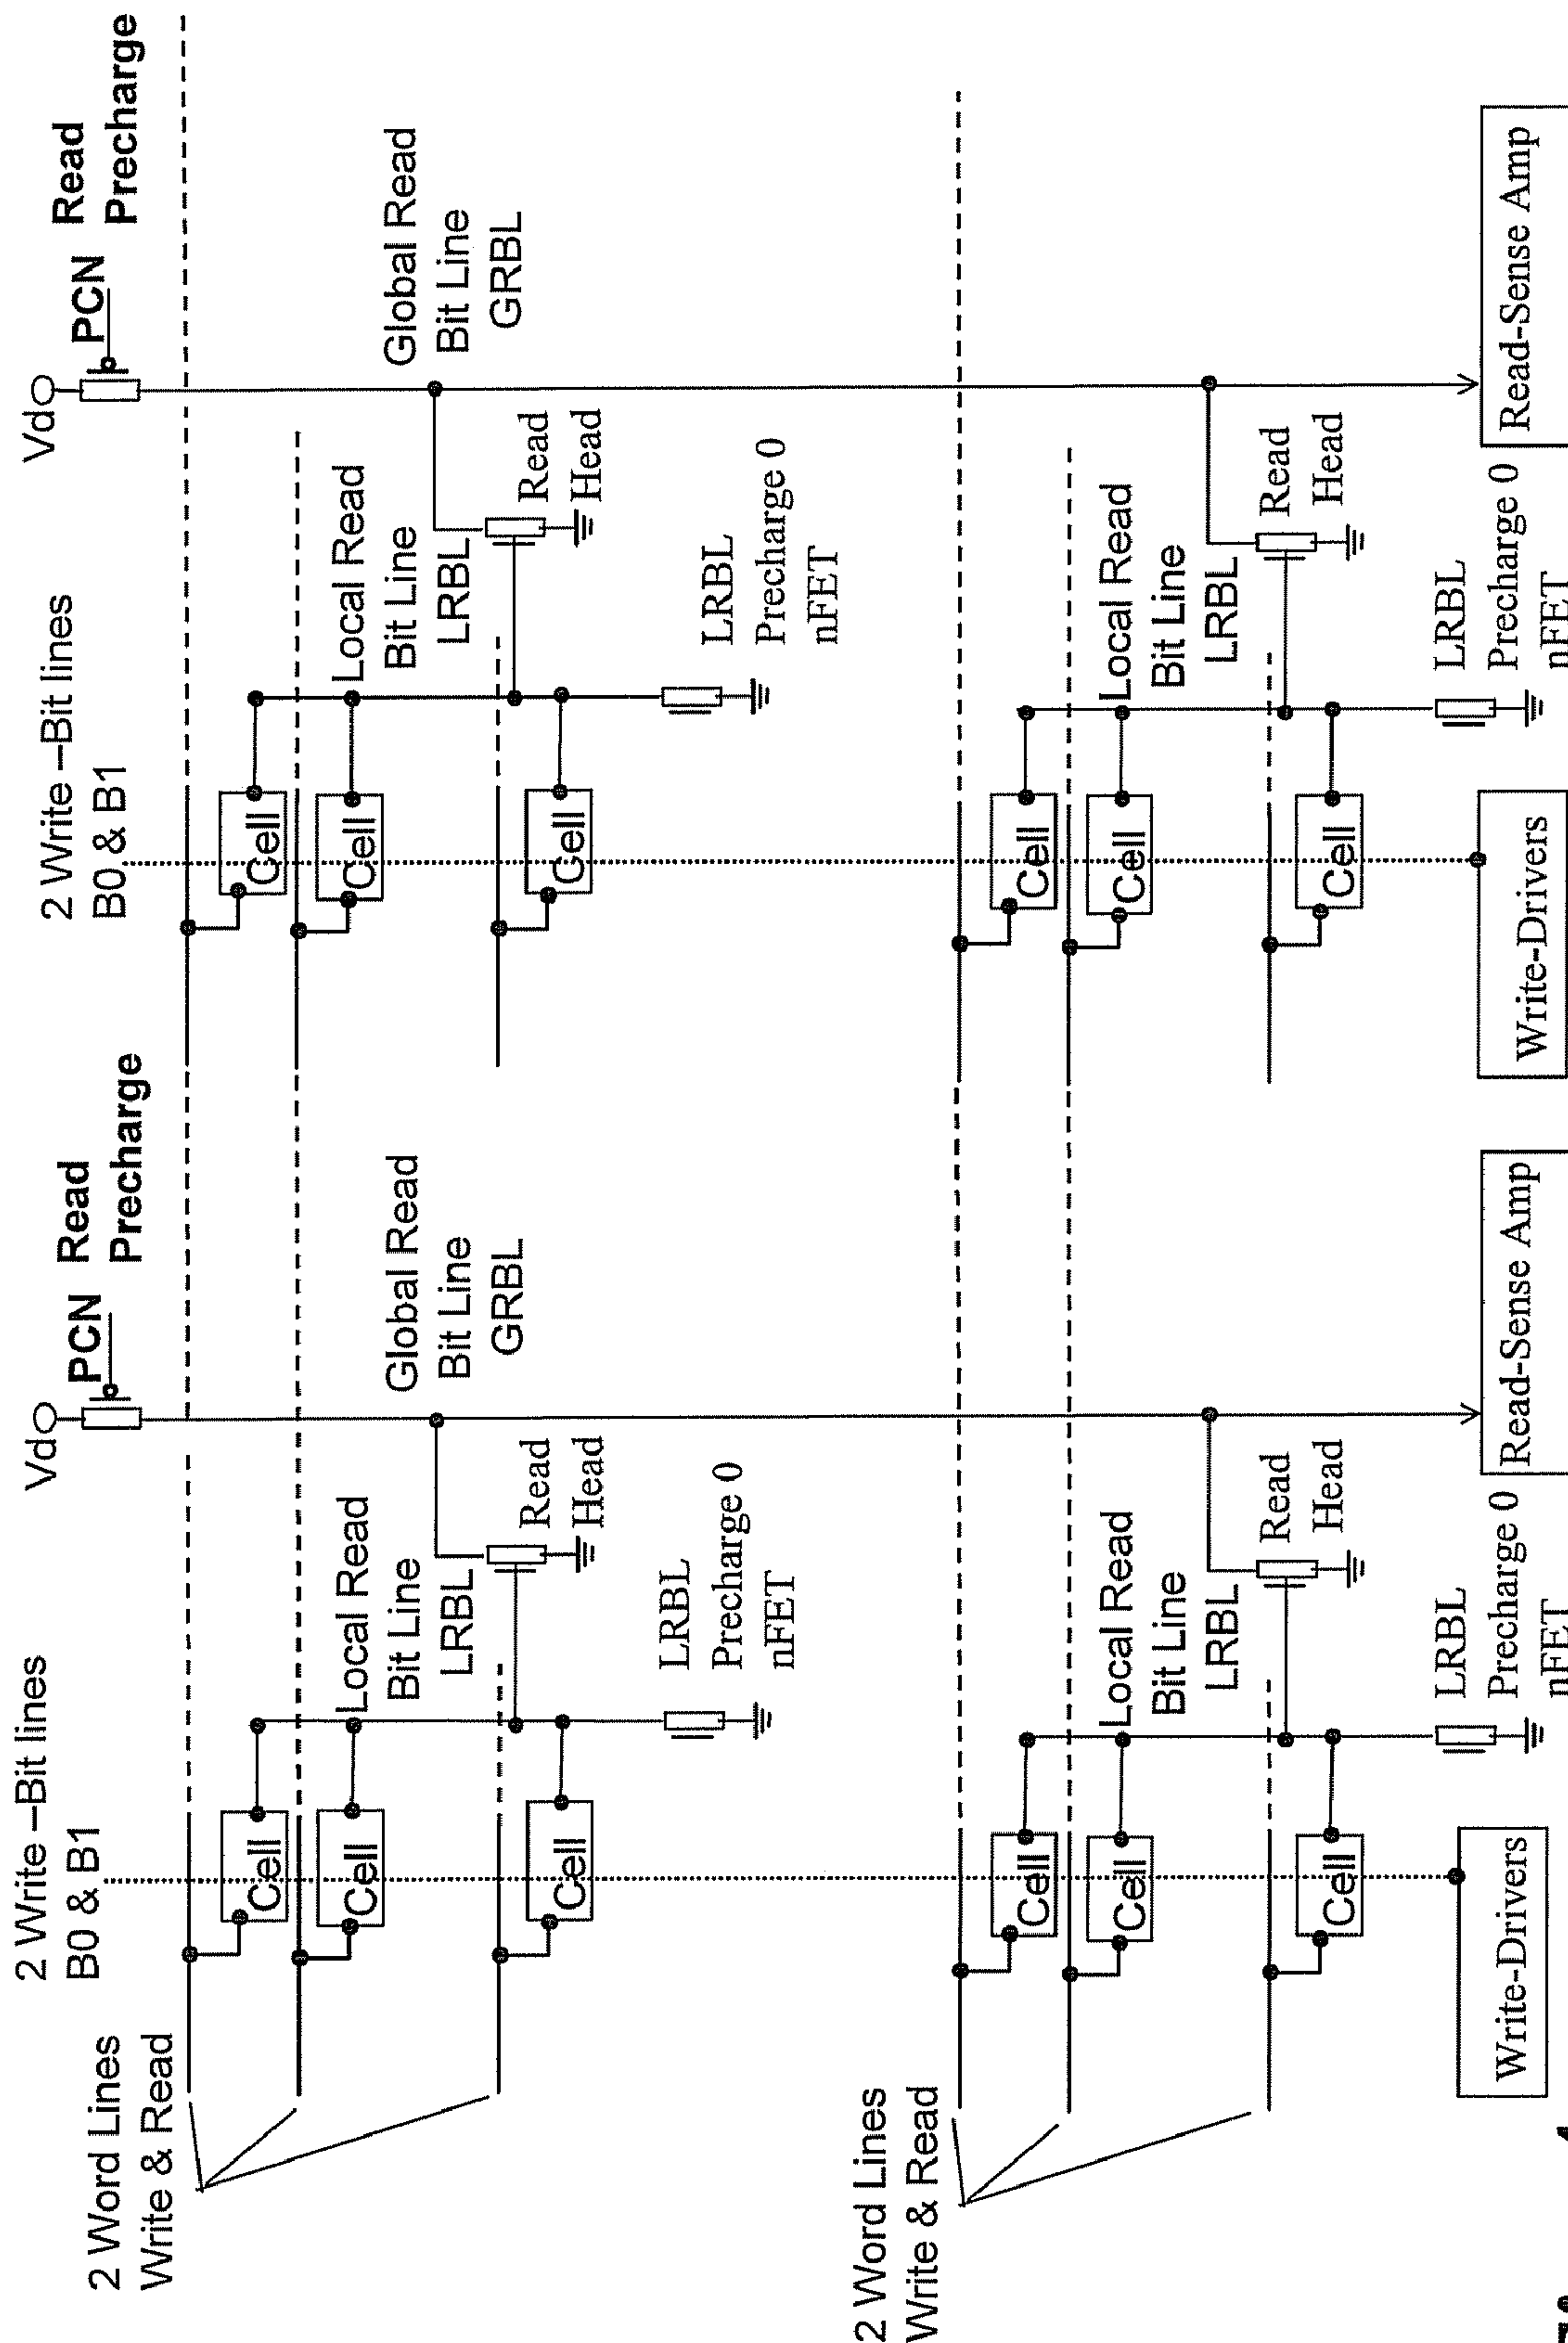 2 Word Lines
Write & Read
2 Write –Bit lines
B0 & B1
Vd
PCN
Read
Precharge
2 Write –Bit lines
B0 & B1
Vd
PCN
Read
Precharge
Cell
Cell
Cell
Local Read
Bit Line
LRBL
Read
Head
Global Read
Bit Line
GRBL
LRBL
Precharge 0
nFET
Cell
Cell
Cell
Local Read
Bit Line
LRBL
Read
Head
Global Read
Bit Line
GRBL
LRBL
Precharge 0
nFET
2 Word Lines
Write & Read
Cell
Cell
Cell
Local Read
Bit Line
LRBL
Read
Head
LRBL
Precharge 0
nFET
Cell
Cell
Cell
Local Read
Bit Line
LRBL
Read
Head
LRBL
Precharge 0
nFET
Write-Drivers
Read-Sense Amp
Write-Drivers
Read-Sense Amp